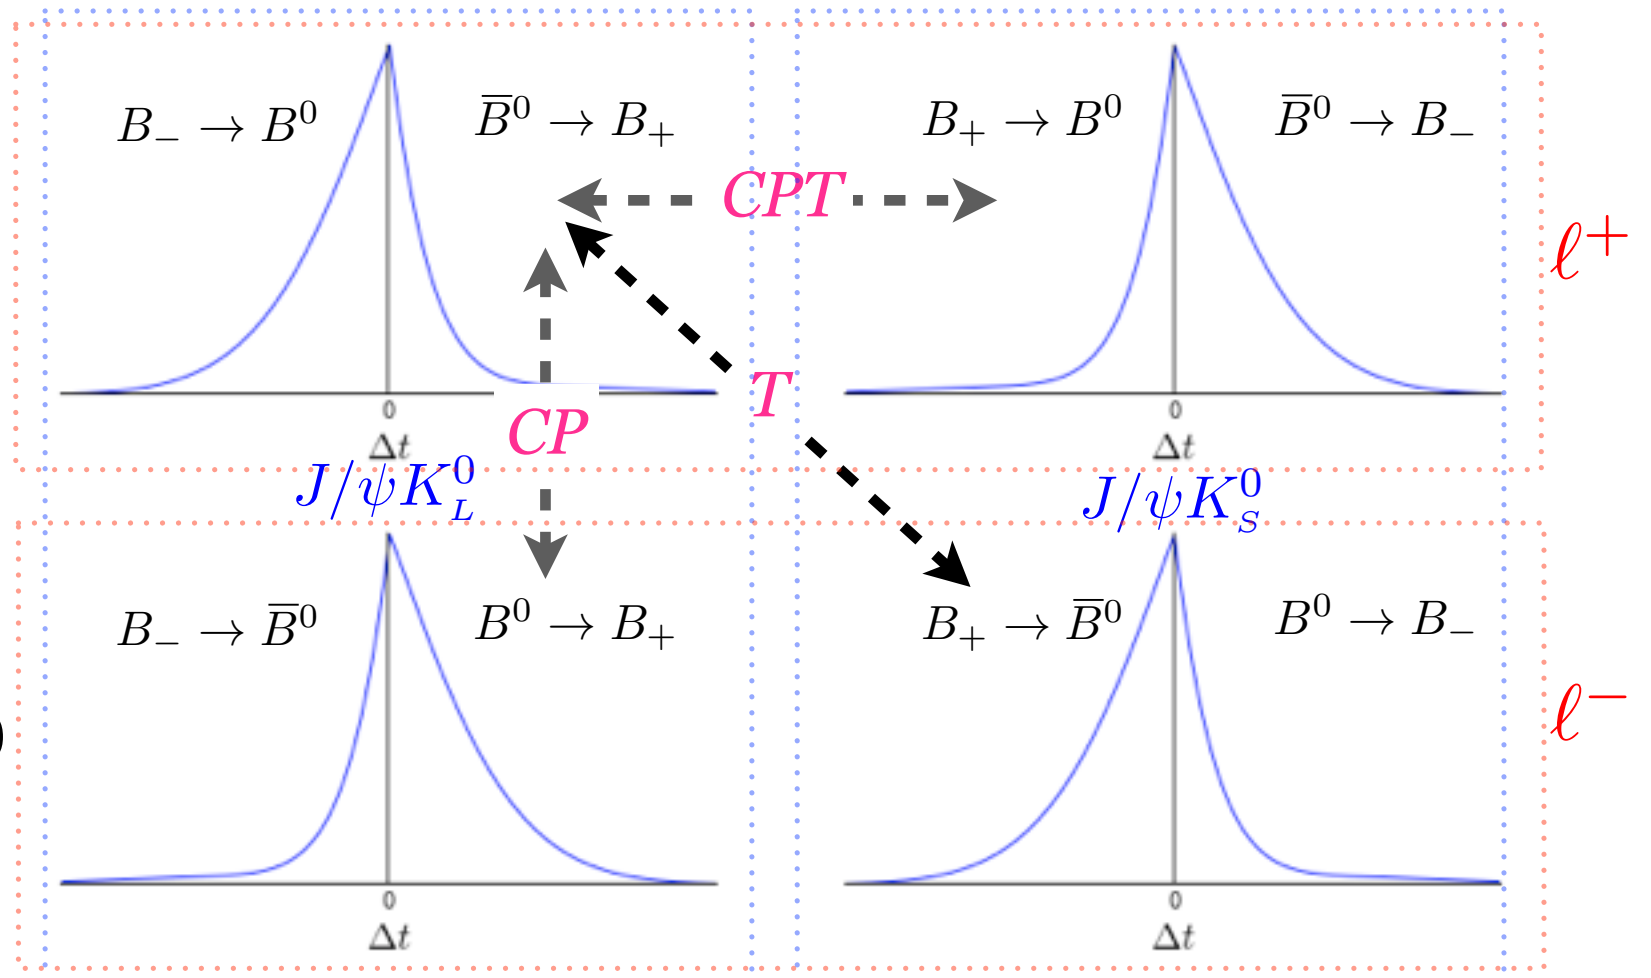 B₋ → B⁰
B̅⁰ → B₊
B₊ → B⁰
B̅⁰ → B₋
CPT
ℓ⁺
T
0
CP
0
Δt
Δt
J/ψK⁰_L
J/ψK⁰_S
B₋ → B̅⁰
B⁰ → B₊
B₊ → B̅⁰
B⁰ → B₋
)
ℓ⁻
0
0
Δt
Δt